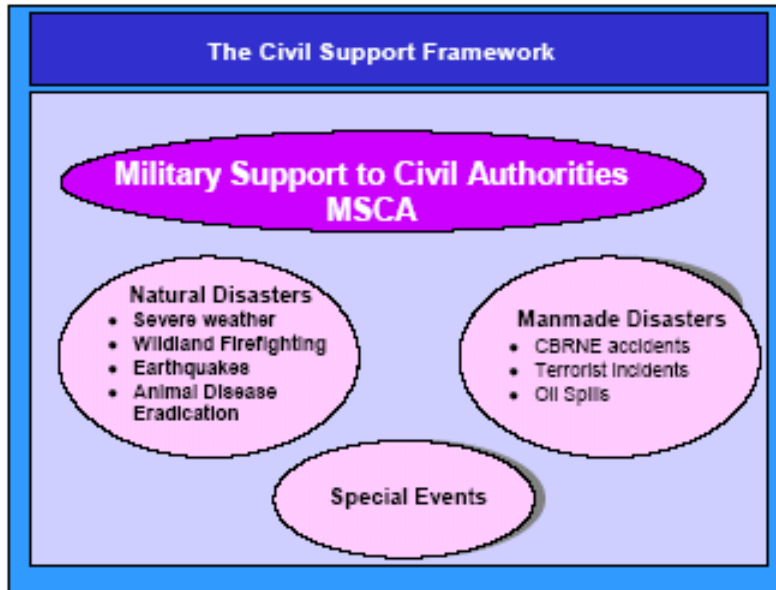 The Civil Support Framework
Military Support to Civil Authorities
MSCA
Natural Disasters
• Severe weather
• Wildland Firefighting
• Earthquakes
• Animal Disease
Eradication
Manmade Disasters
• CBRNE accidents
• Terrorist Incidents
• Oil Spills
Special Events